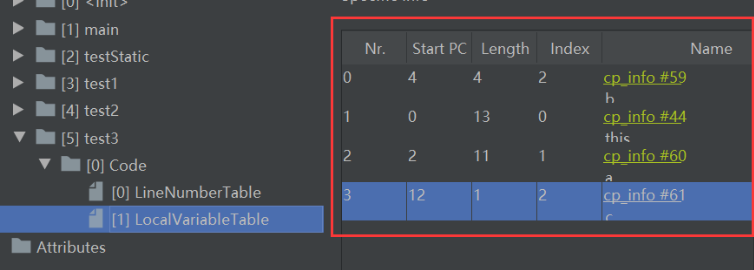 [0] <init>
[1] main
[2] testStatic
[3] test1
[4] test2
[5] test3
[0] Code
[0] LineNumberTable
[1] LocalVariableTable
Attributes
Specific info
Nr. Start PC Length Index Name
0 4 4 2 cp_info #59
b
1 0 13 0 cp_info #44
this
2 2 11 1 cp_info #60
a
3 12 1 2 cp_info #61
c